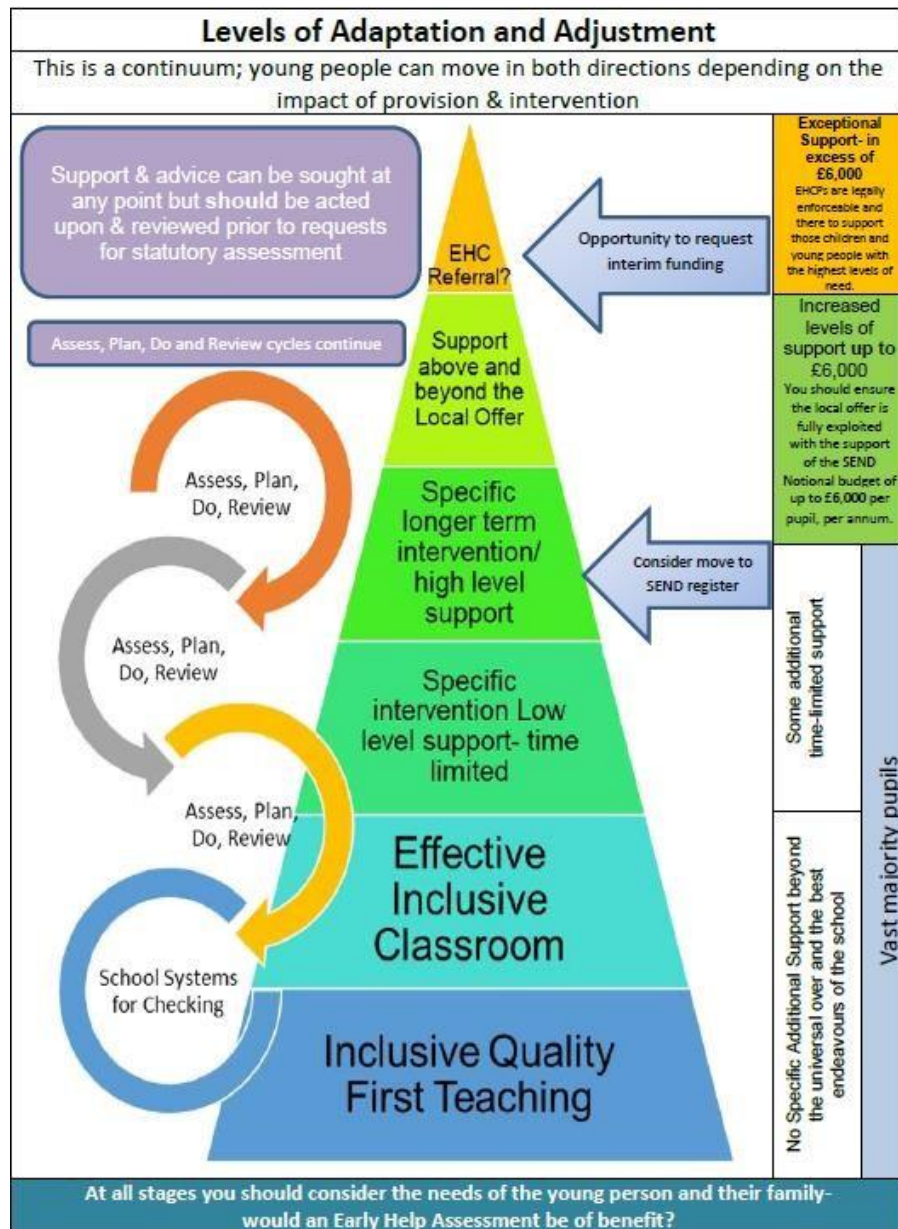 Levels of Adaptation and Adjustment
This is a continuum; young people can move in both directions depending on the
impact of provision & intervention
Support & advice can be sought at
any point but should be acted
upon & reviewed prior to requests
for statutory assessment
Assess, Plan, Do and Review cycles continue
Assess, Plan,
Do, Review
Assess, Plan,
Do, Review
Assess, Plan,
Do, Review
School Systems
for Checking
EHC
Referral?
Support
above and
beyond the
Local Offer
Specific
longer term
intervention/
high level
support
Specific
intervention Low
level support- time
limited
Effective
Inclusive
Classroom
Inclusive Quality
First Teaching
Opportunity to request
interim funding
Consider move to
SEND register
Exceptional
Support- in
excess of
£6,000
EHCPs are legally
enforceable and
there to support
those children and
young people with
the highest levels of
need.
Increased
levels of
support up to
£6,000
You should ensure
the local offer is
fully exploited
with the support
of the SEND
Notional budget of
up to £6,000 per
pupil, per annum.
Some additional
time-limited support
No Specific Additional Support beyond
the universal over and the best
endeavours of the school
Vast majority pupils
At all stages you should consider the needs of the young person and their family-
would an Early Help Assessment be of benefit?